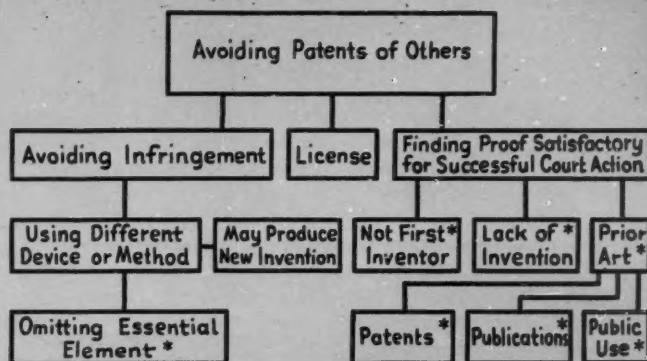 Avoiding Patents of Others
Avoiding Infringement
License
Finding Proof Satisfactory
for Successful Court Action
Using Different
Device or Method
May Produce
New Invention
Not First*
Inventor
Lack of *
Invention
Prior
Art *
Omitting Essential
Element *
Patents *
Publications *
Public
Use *